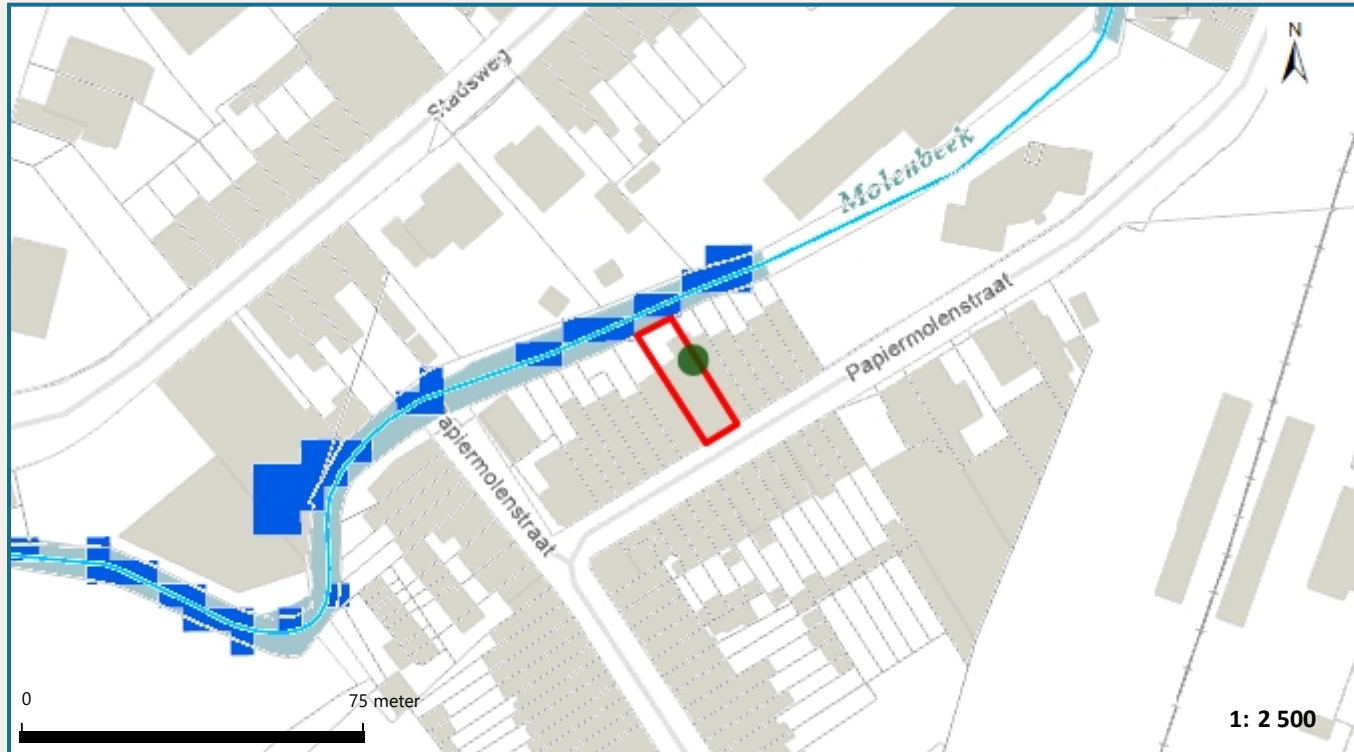 N
Stadsweg
Molenbeek
Papiermolenstraat
apiermolenstraat
0
75 meter
1: 2 500